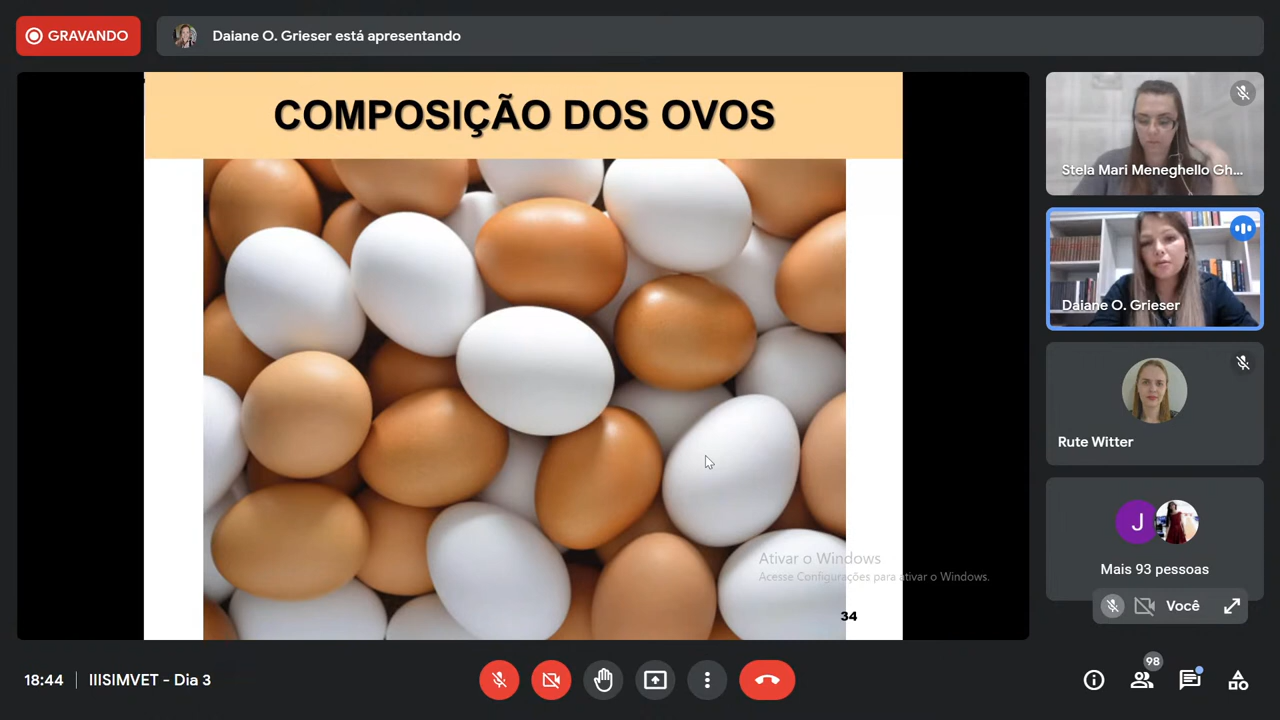 GRAVANDO
Daiane O. Grieser está apresentando
COMPOSIÇÃO DOS OVOS
Stela Mari Meneghello Gh...
Daiane O. Grieser
Rute Witter
J
Mais 93 pessoas
Ativar o Windows
Acesse Configurações para ativar o Windows.
Você
34
98
18:44 | IIISIMVET - Dia 3